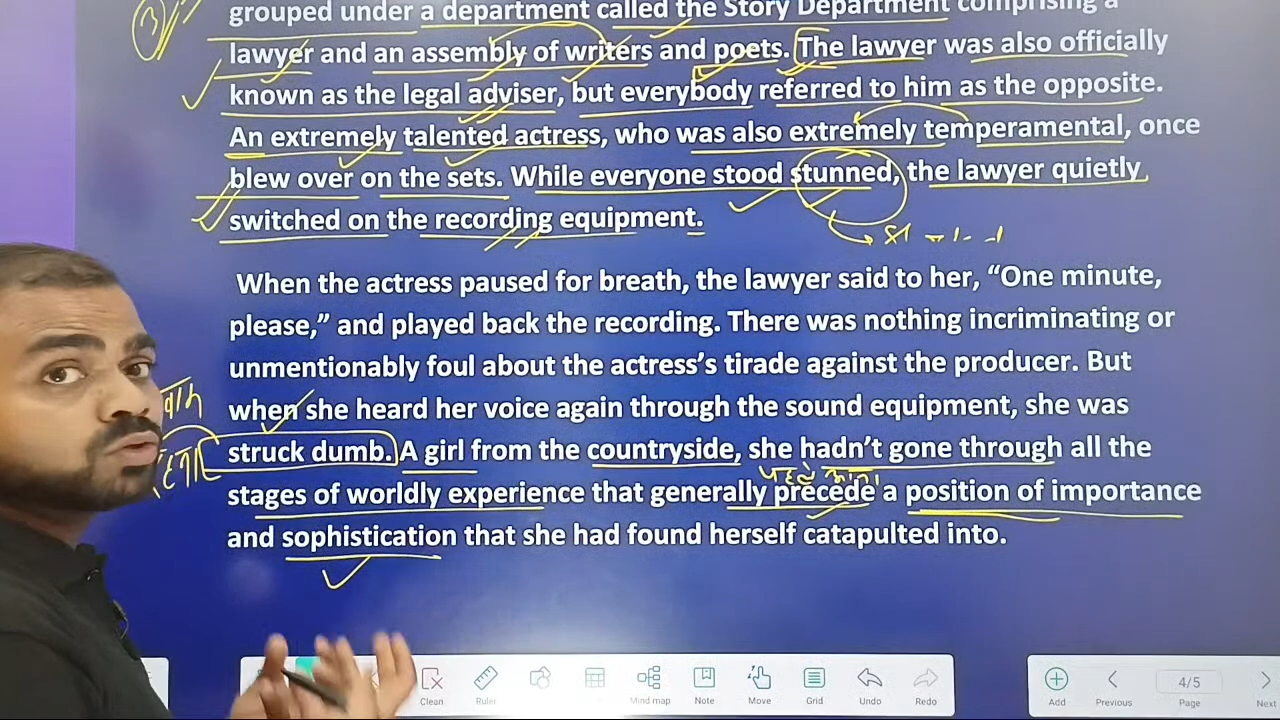 grouped under a department called the Story Department comprising a
lawyer and an assembly of writers and poets. The lawyer was also officially
known as the legal adviser, but everybody referred to him as the opposite.
An extremely talented actress, who was also extremely temperamental, once
blew over on the sets. While everyone stood stunned, the lawyer quietly
switched on the recording equipment.
When the actress paused for breath, the lawyer said to her, “One minute,
please,” and played back the recording. There was nothing incriminating or
unmentionably foul about the actress’s tirade against the producer. But
when she heard her voice again through the sound equipment, she was
struck dumb. A girl from the countryside, she hadn’t gone through all the
stages of worldly experience that generally precede a position of importance
and sophistication that she had found herself catapulted into.
Clean Ruler Mind map Note Move Grid Undo Redo Add Previous 4/5 Page Next